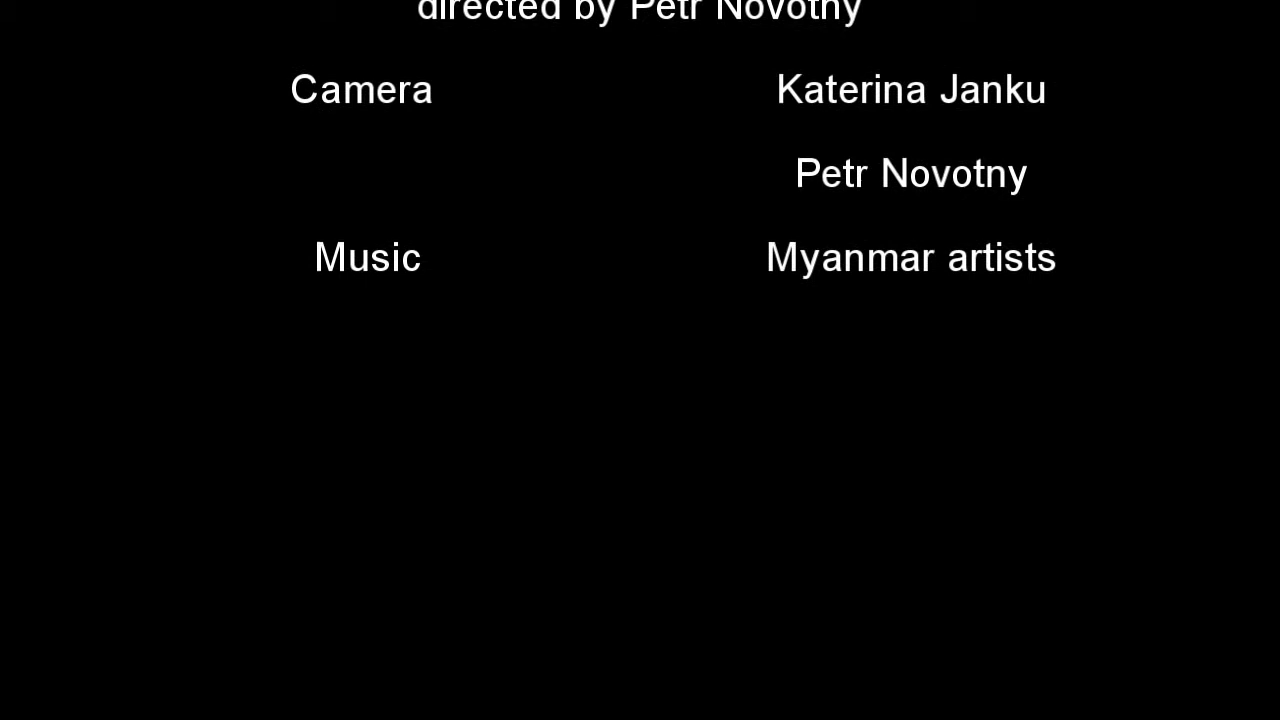 directed by Petr Novotny
Camera Katerina Janku
Petr Novotny
Music Myanmar artists